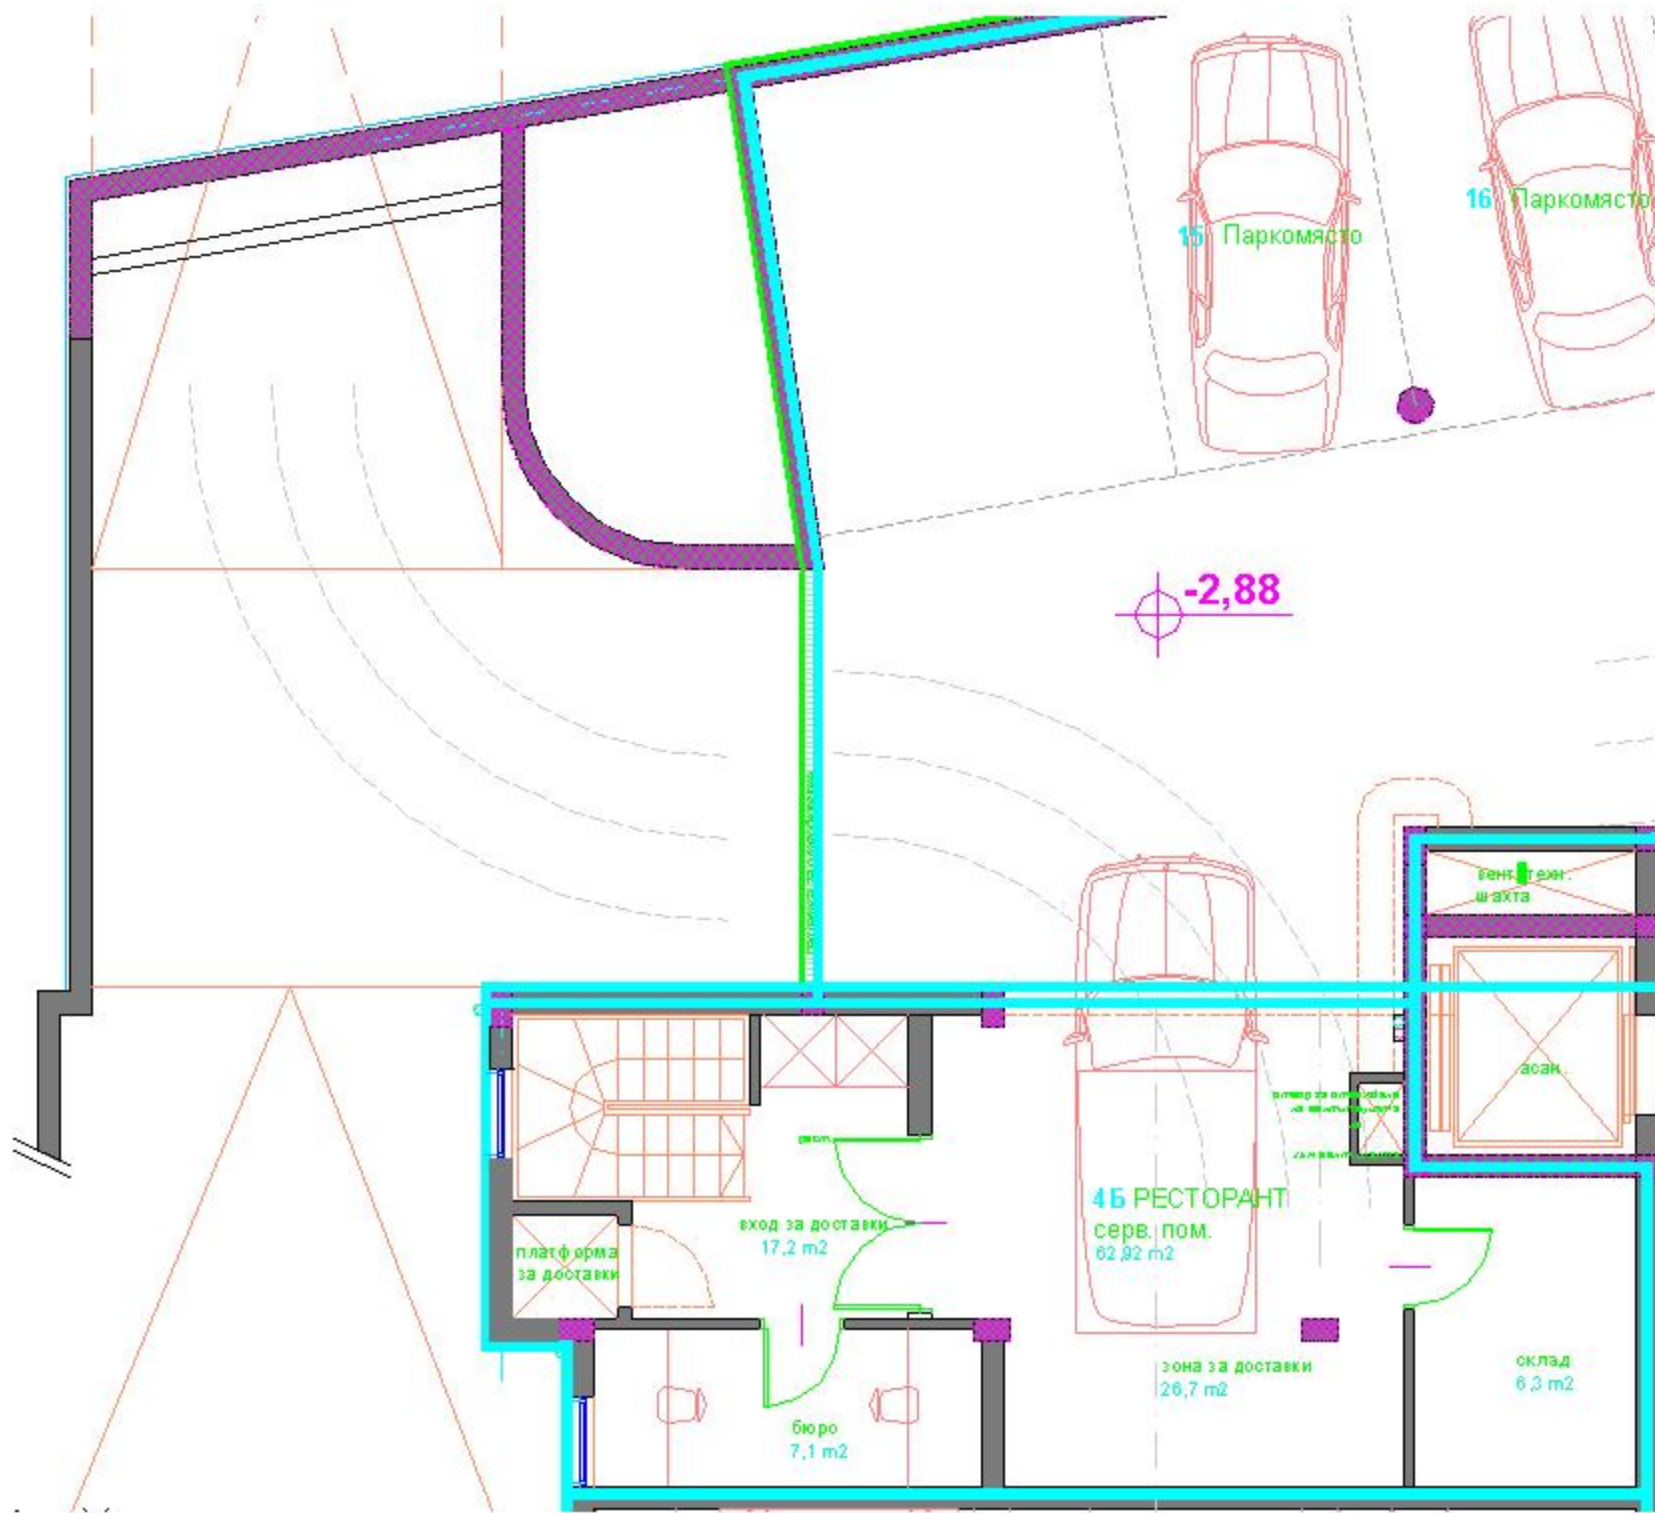 16 Паркомясто
15 Паркомясто
-2,88
вент. техн.
шахта
асан.
4Б РЕСТОРАНТ
серв. пом.
62,92 m2
вход за доставки
17,2 m2
платформа
за доставки
зона за доставки
26,7 m2
склад
6,3 m2
бюро
7,1 m2